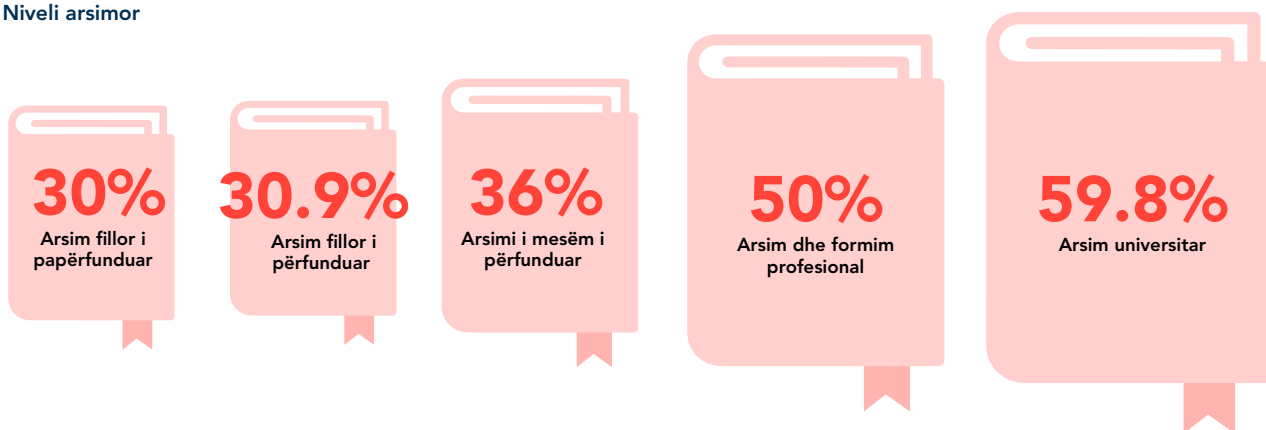 Niveli arsimor
30%
Arsim fillor i
papërfunduar
30.9%
Arsim fillor i
përfunduar
36%
Arsimi i mesëm i
përfunduar
50%
Arsim dhe formim
profesional
59.8%
Arsim universitar